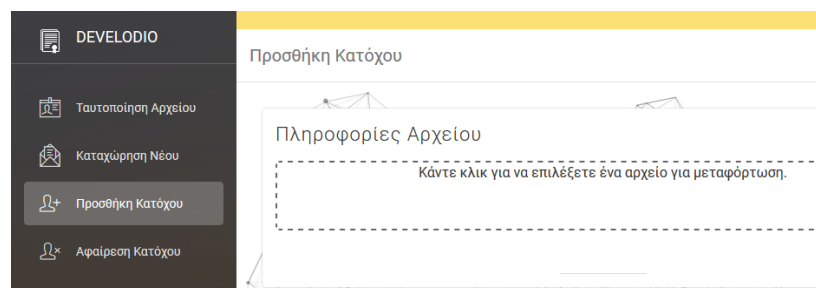 DEVELODIO
Ταυτοποίηση Αρχείου
Καταχώρηση Νέου
Προσθήκη Κατόχου
Αφαίρεση Κατόχου
Προσθήκη Κατόχου
Πληροφορίες Αρχείου
Κάντε κλικ για να επιλέξετε ένα αρχείο για μεταφόρτωση.